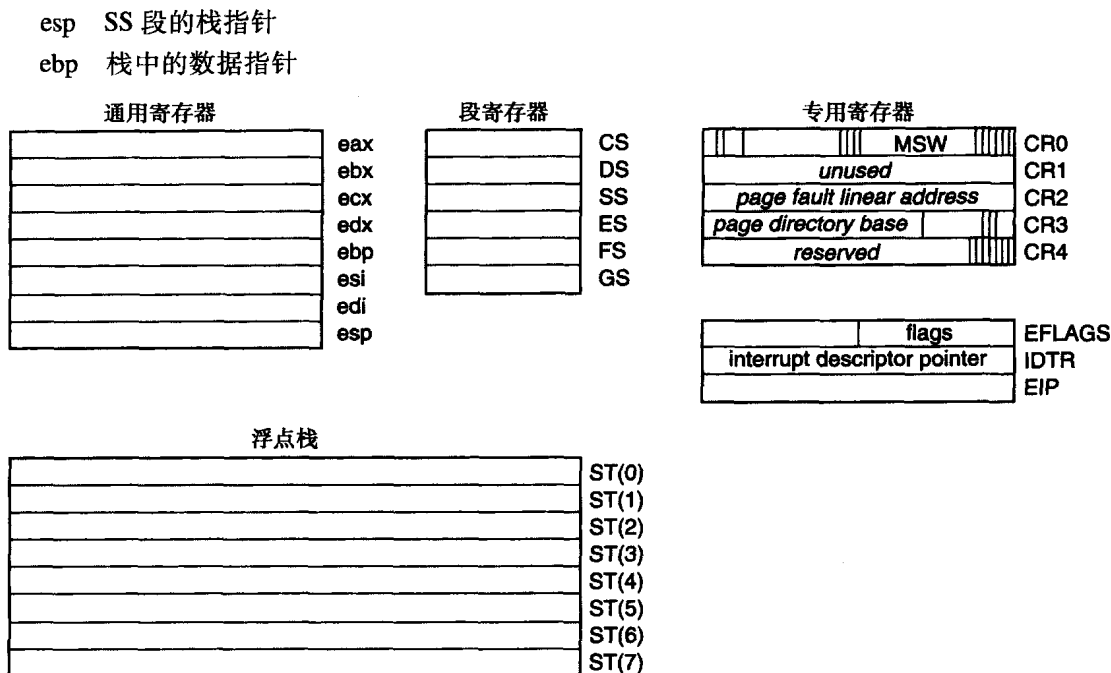 esp SS 段的栈指针
ebp 栈中的数据指针
通用寄存器
eax
ebx
ecx
edx
ebp
esi
edi
esp
段寄存器
CS
DS
SS
ES
FS
GS
专用寄存器
MSW CR0
unused CR1
page fault linear address CR2
page directory base CR3
reserved CR4
flags EFLAGS
interrupt descriptor pointer IDTR
EIP
浮点栈
ST(0)
ST(1)
ST(2)
ST(3)
ST(4)
ST(5)
ST(6)
ST(7)